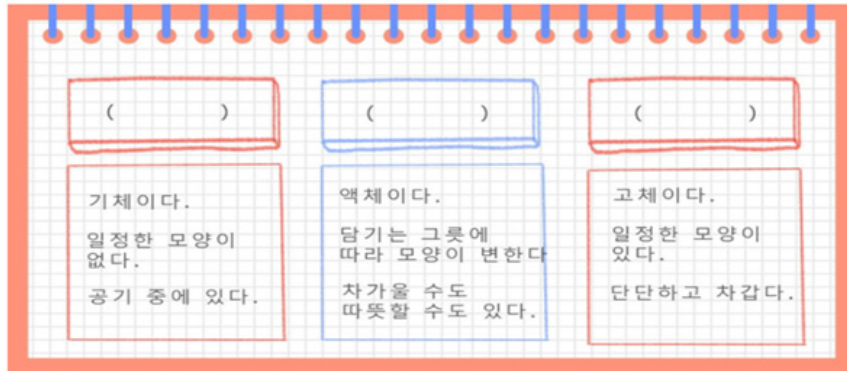 (          )
(          )
(          )
기체이다.
일정한 모양이
없다.
공기 중에 있다.
액체이다.
담기는 그릇에
따라 모양이 변한다
차가울 수도
따뜻할 수도 있다.
고체이다.
일정한 모양이
있다.
단단하고 차갑다.